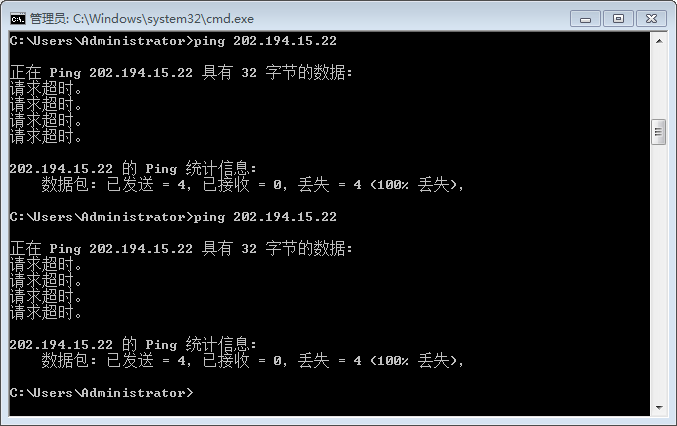 管理员: C:\Windows\system32\cmd.exe
C:\Users\Administrator>ping 202.194.15.22
正在 Ping 202.194.15.22 具有 32 字节的数据:
请求超时。
请求超时。
请求超时。
请求超时。
202.194.15.22 的 Ping 统计信息:
数据包: 已发送 = 4, 已接收 = 0, 丢失 = 4 (100% 丢失),
C:\Users\Administrator>ping 202.194.15.22
正在 Ping 202.194.15.22 具有 32 字节的数据:
请求超时。
请求超时。
请求超时。
请求超时。
202.194.15.22 的 Ping 统计信息:
数据包: 已发送 = 4, 已接收 = 0, 丢失 = 4 (100% 丢失),
C:\Users\Administrator>